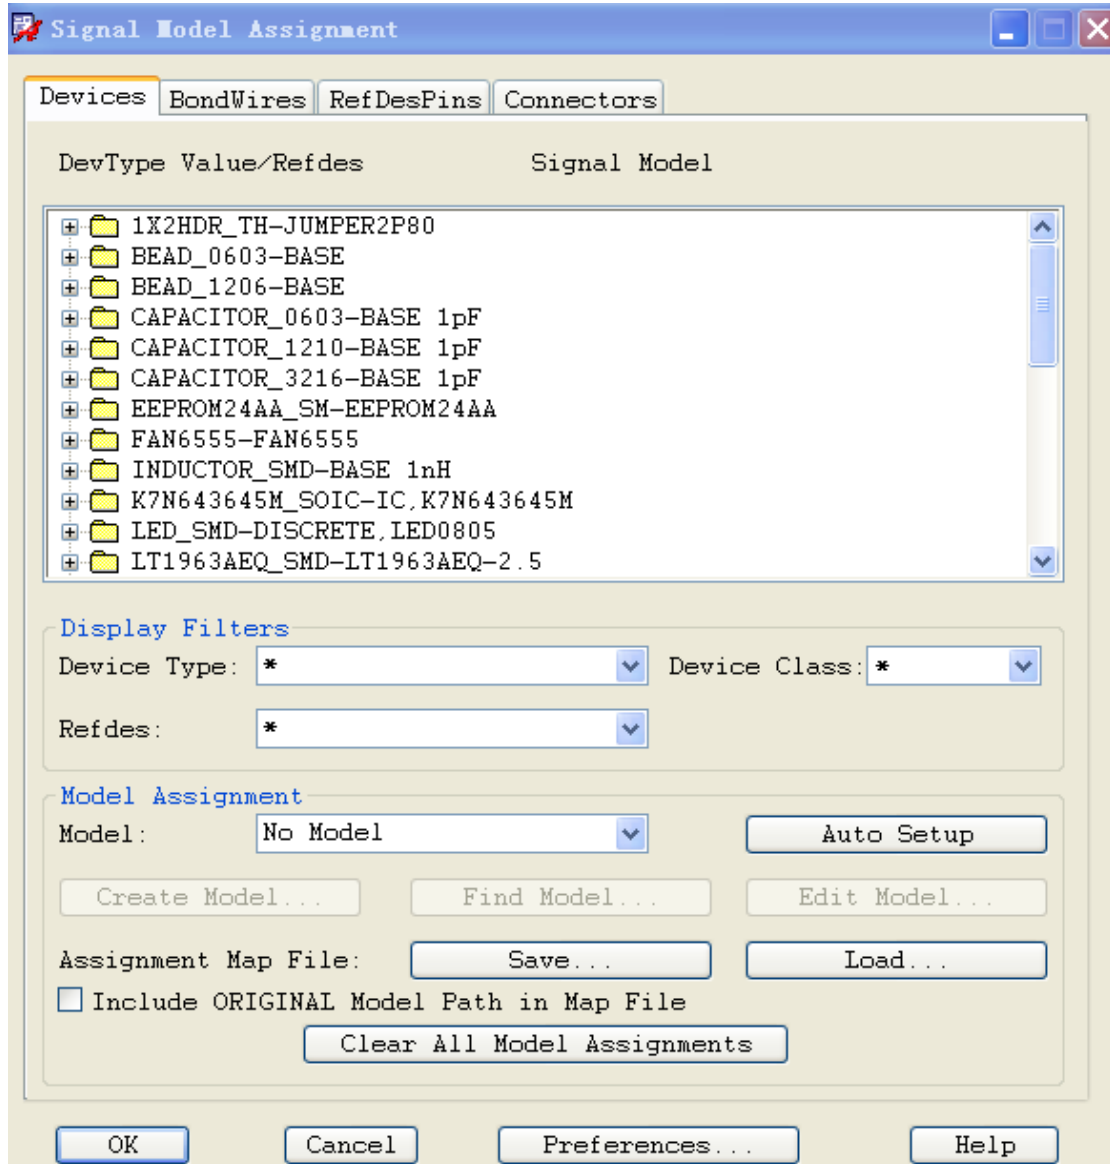 Signal Model Assignment
Devices BondWires RefDesPins Connectors
DevType Value/Refdes Signal Model
1X2HDR_TH-JUMPER2P80
BEAD_0603-BASE
BEAD_1206-BASE
CAPACITOR_0603-BASE 1pF
CAPACITOR_1210-BASE 1pF
CAPACITOR_3216-BASE 1pF
EEPROM24AA_SM-EEPROM24AA
FAN6555-FAN6555
INDUCTOR_SMD-BASE 1nH
K7N643645M_SOIC-IC,K7N643645M
LED_SMD-DISCRETE,LED0805
LT1963AEQ_SMD-LT1963AEQ-2.5
Display Filters
Device Type: * Device Class: *
Refdes: *
Model Assignment
Model: No Model Auto Setup
Create Model... Find Model... Edit Model...
Assignment Map File: Save... Load...
Include ORIGINAL Model Path in Map File
Clear All Model Assignments
OK Cancel Preferences... Help